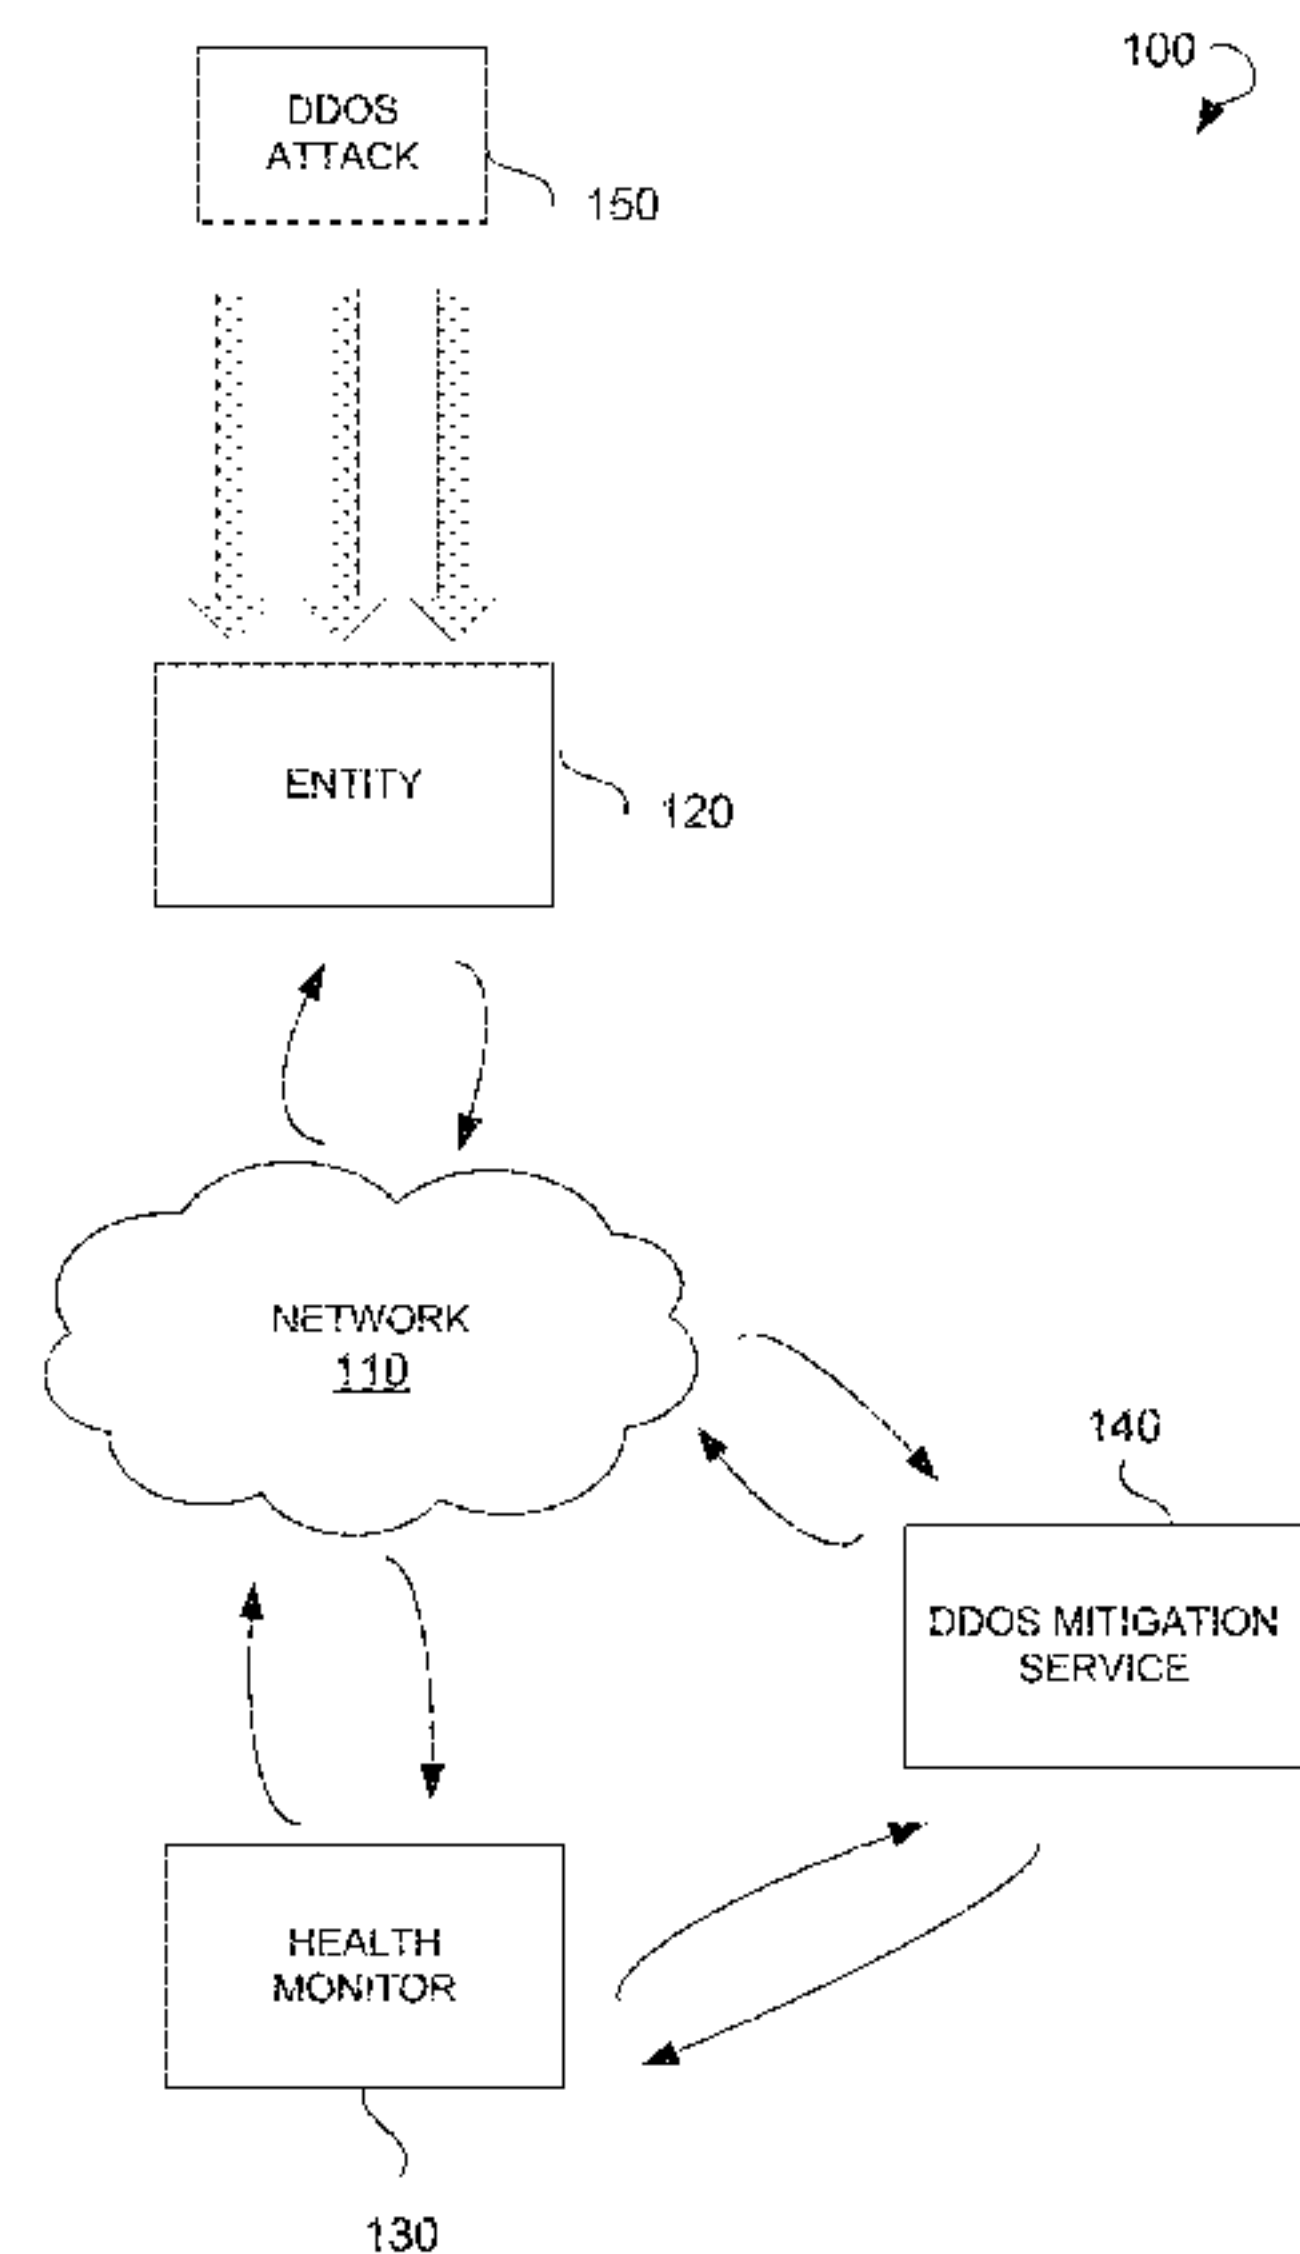 100
DDOS
ATTACK
150
ENTITY
120
NETWORK
110
140
DDOS MITIGATION
SERVICE
HEALTH
MONITOR
130